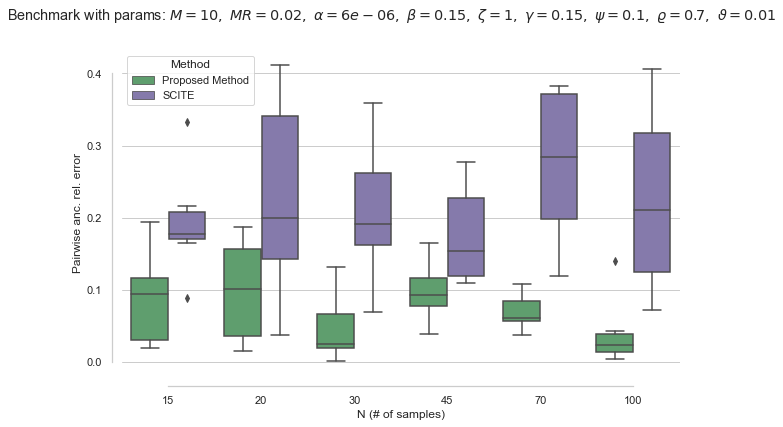 Benchmark with params: M = 10, MR = 0.02, α = 6e − 06, β = 0.15, ζ = 1, γ = 0.15, ψ = 0.1, ϱ = 0.7, ϑ = 0.01
Method
Proposed Method
SCITE
0.4
0.3
0.2
0.1
0.0
Pairwise anc. rel. error
15 20 30 45 70 100
N (# of samples)